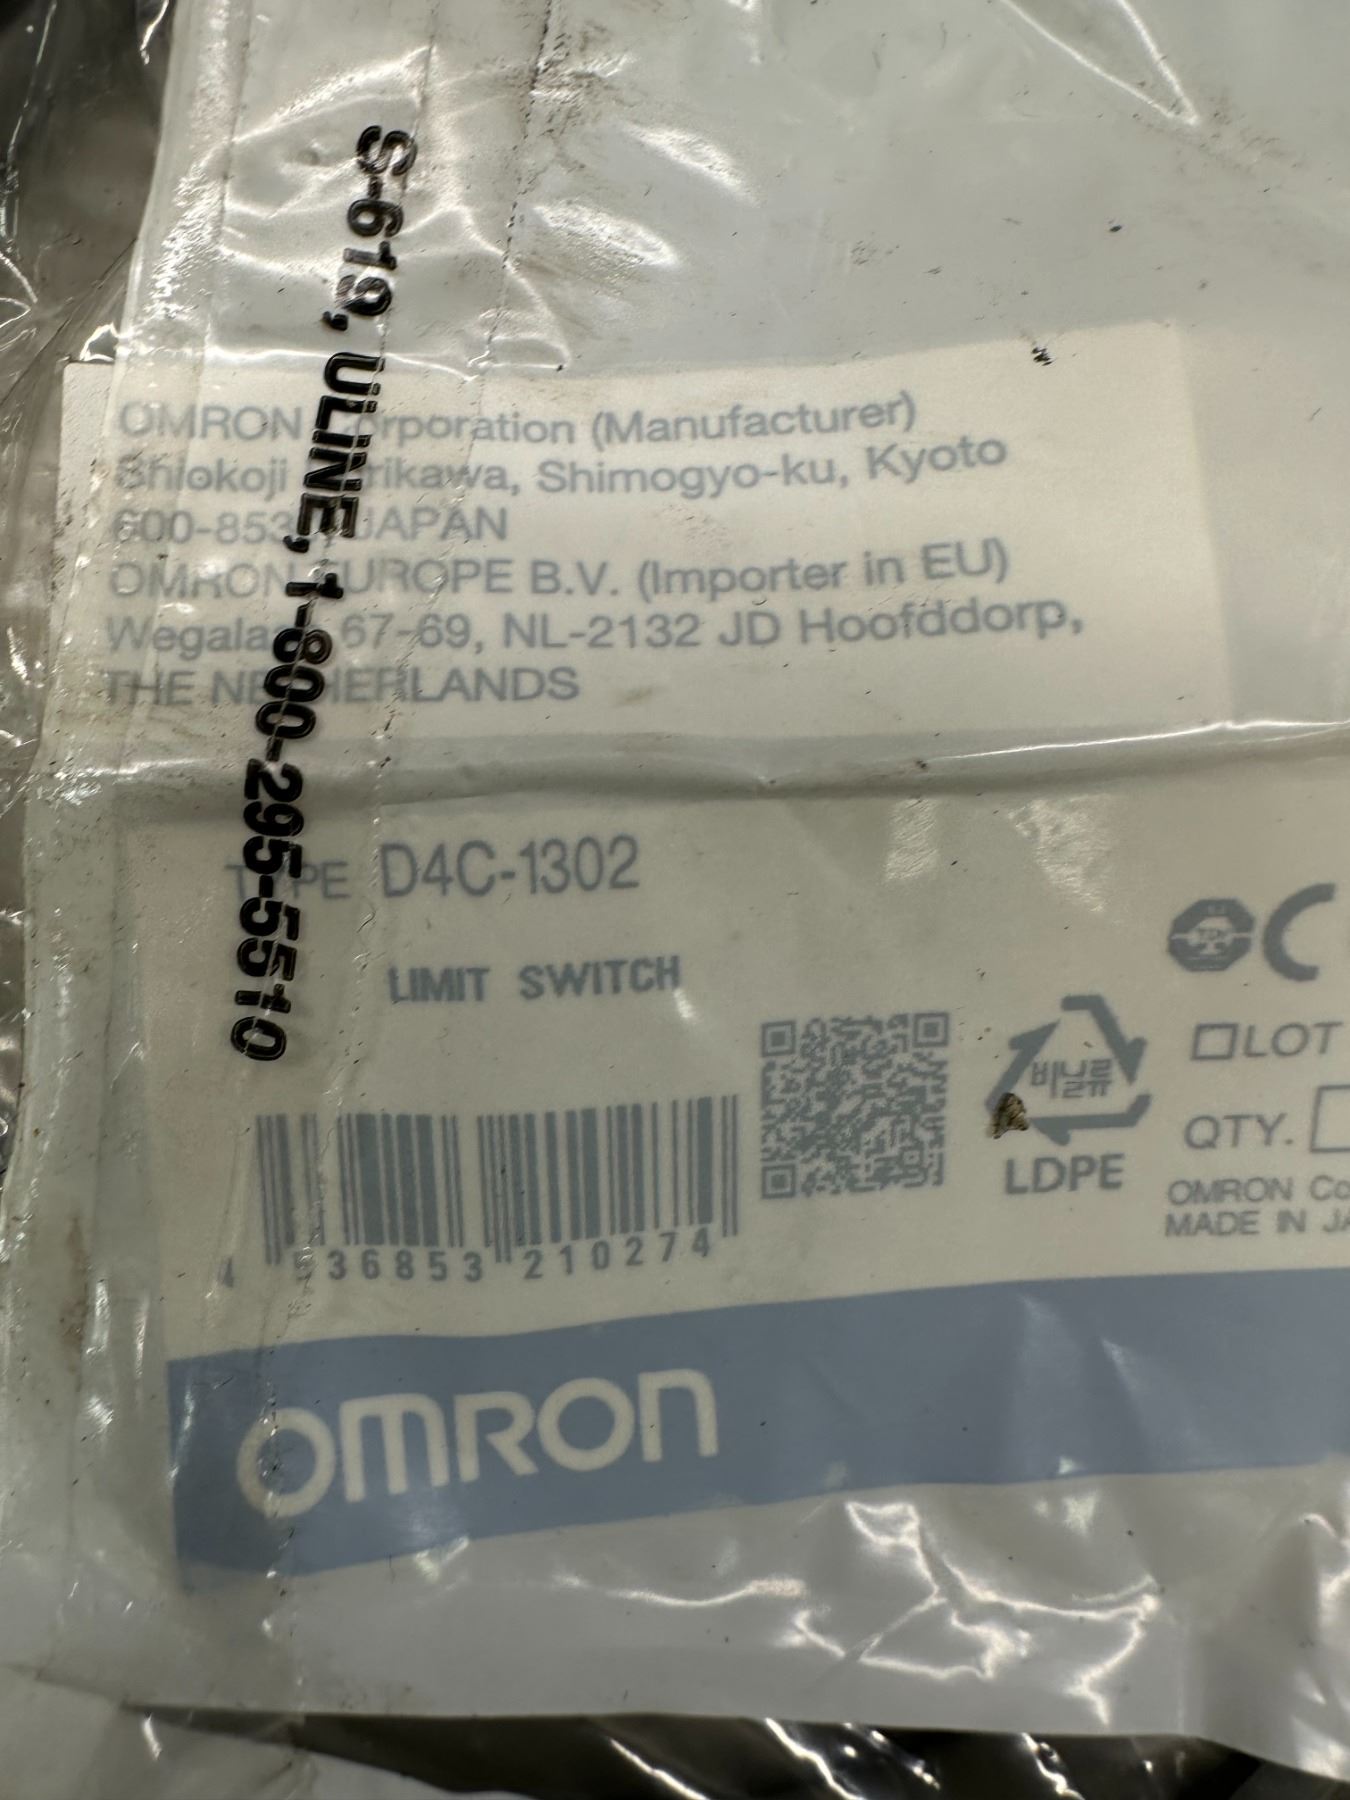 S-619, ULINE, 1-800-295-5510
OMRON Corporation (Manufacturer)
Shiokoji Horikawa, Shimogyo-ku, Kyoto
600-853 JAPAN
OMRON EUROPE B.V. (Importer in EU)
Wegalaan 67-69, NL-2132 JD Hoofddorp,
THE NETHERLANDS
TYPE D4C-1302
LIMIT SWITCH
CE
비닐류
LDPE
LOT
QTY.
OMRON Co
MADE IN JA
36853 210274
OMRON